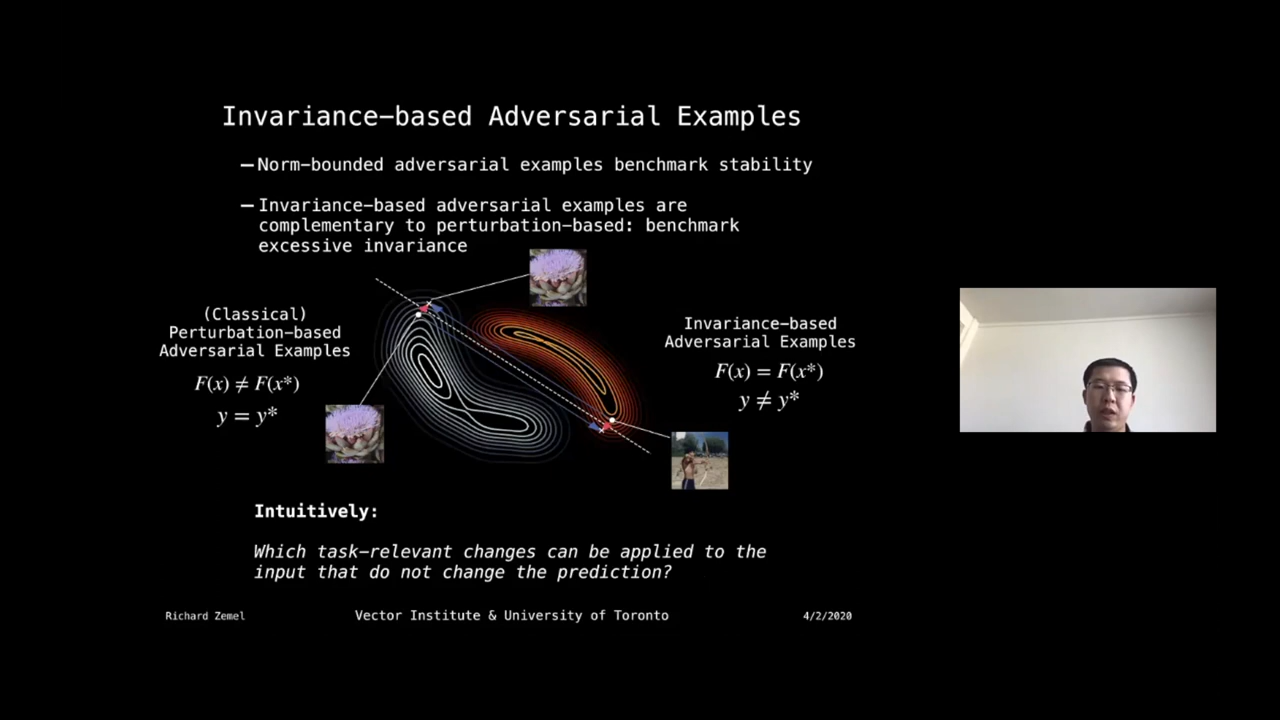 Invariance-based Adversarial Examples
—Norm-bounded adversarial examples benchmark stability
—Invariance-based adversarial examples are
complementary to perturbation-based: benchmark
excessive invariance
(Classical)
Perturbation-based
Adversarial Examples
F(x) ≠ F(x*)
y = y*
Invariance-based
Adversarial Examples
F(x) = F(x*)
y ≠ y*
Intuitively:
Which task-relevant changes can be applied to the
input that do not change the prediction?
Richard Zemel
Vector Institute & University of Toronto
4/2/2020